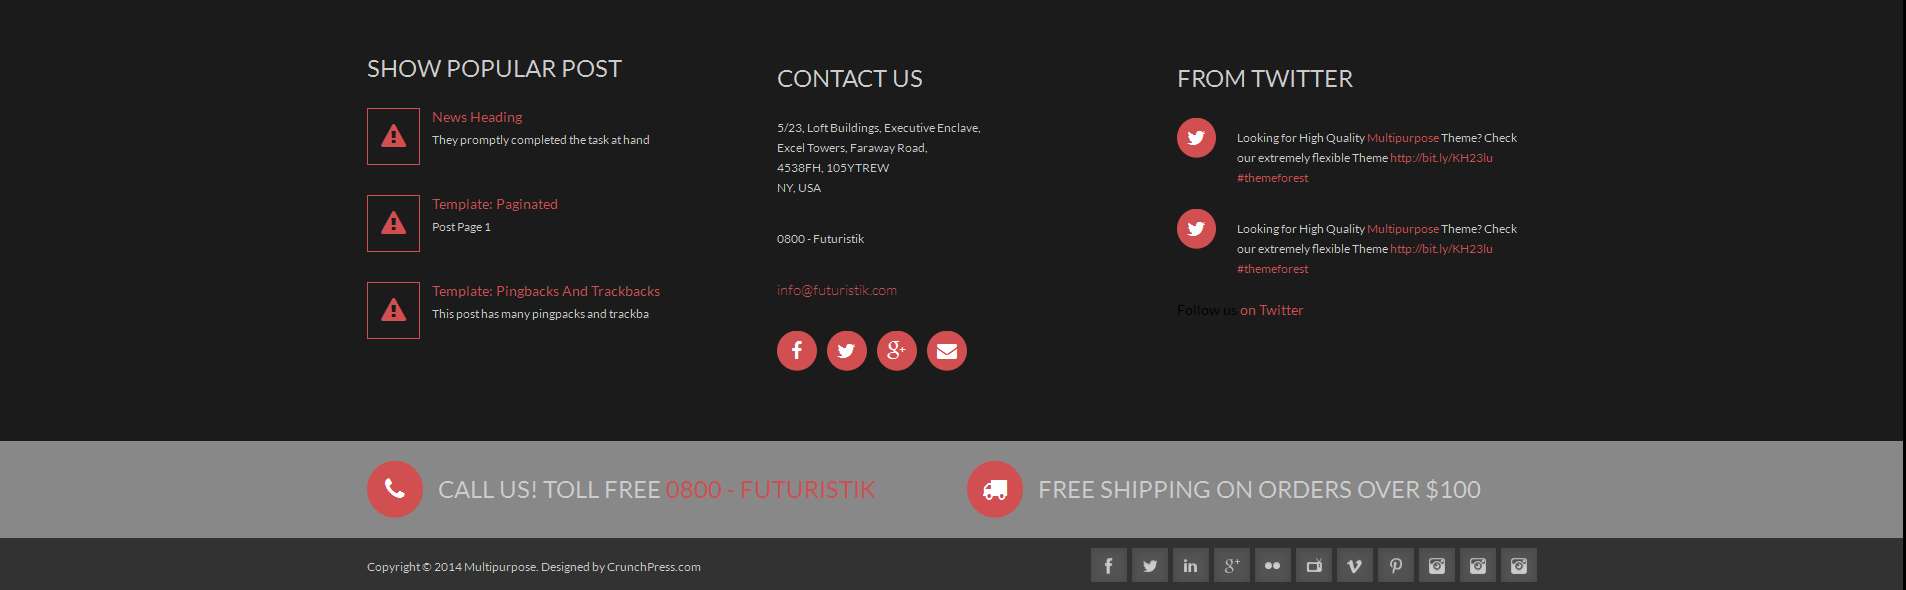 SHOW POPULAR POST
News Heading
They promptly completed the task at hand
Template: Paginated
Post Page 1
Template: Pingbacks And Trackbacks
This post has many pingpacks and trackba
CONTACT US
5/23, Loft Buildings, Executive Enclave,
Excel Towers, Faraway Road,
4538FH, 105YTREW
NY, USA
0800 - Futuristik
info@futuristik.com
FROM TWITTER
Looking for High Quality Multipurpose Theme? Check
our extremely flexible Theme http://bit.ly/KH23lu
#themeforest
Looking for High Quality Multipurpose Theme? Check
our extremely flexible Theme http://bit.ly/KH23lu
#themeforest
Follow us on Twitter
CALL US! TOLL FREE 0800 - FUTURISTIK
FREE SHIPPING ON ORDERS OVER $100
Copyright © 2014 Multipurpose. Designed by CrunchPress.com